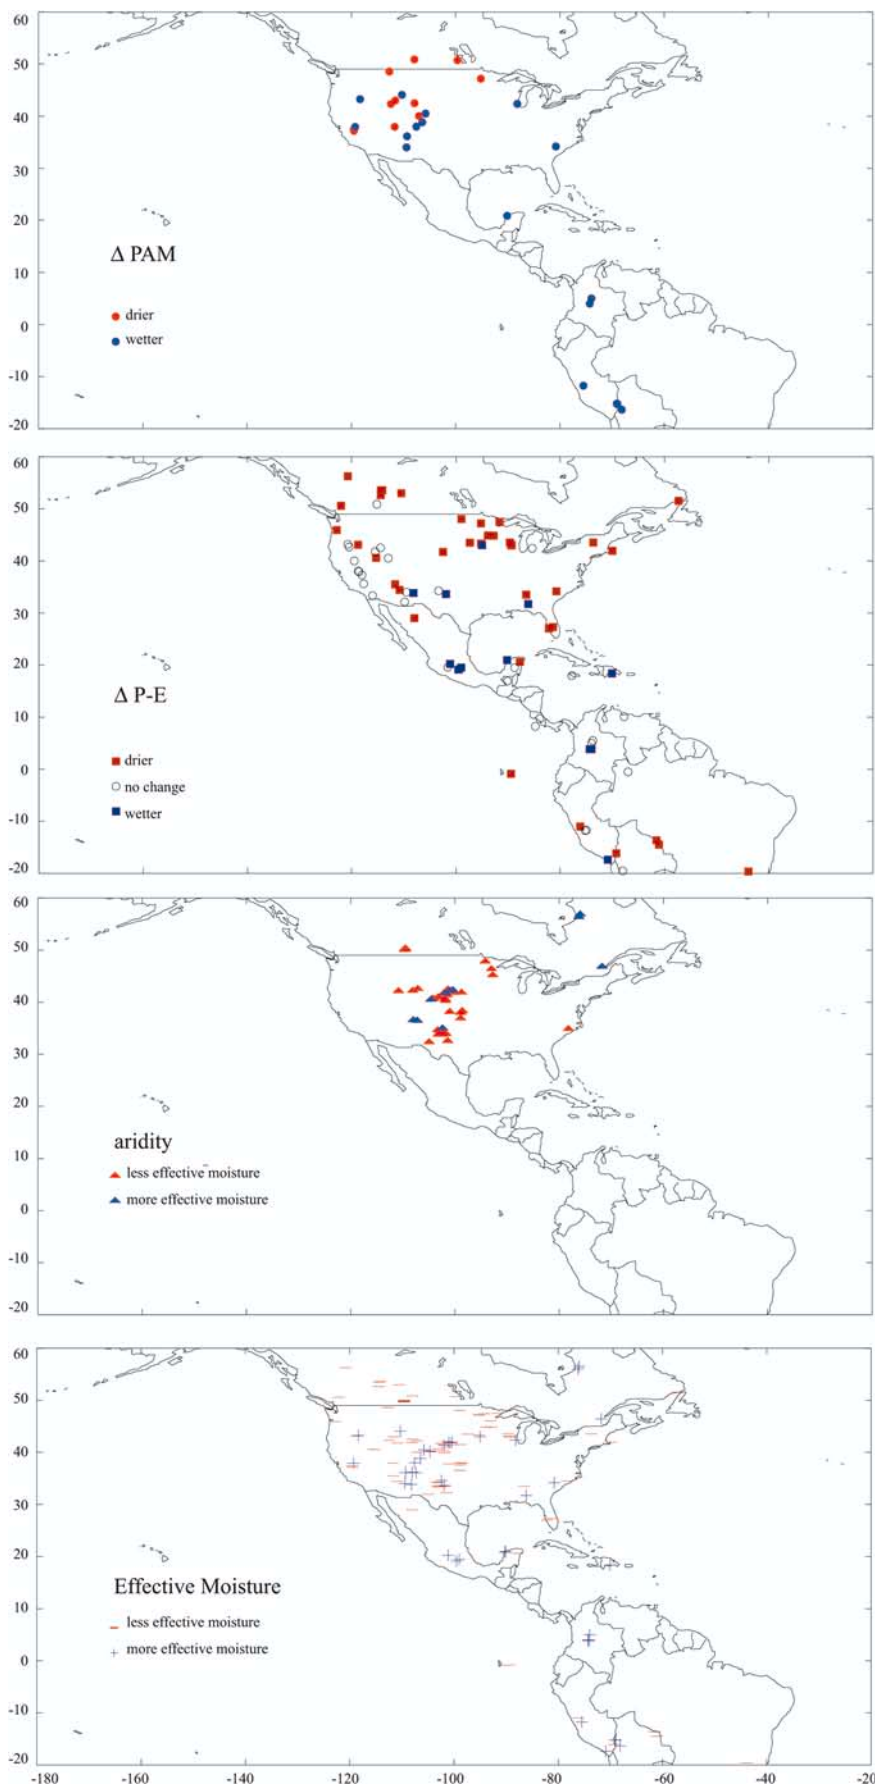 60
50
40
30
20
10
0
-10
-20
Δ PAM
drier
wetter
60
50
40
30
20
10
0
-10
-20
Δ P-E
drier
no change
wetter
60
50
40
30
20
10
0
-10
-20
aridity
less effective moisture
more effective moisture
60
50
40
30
20
10
0
-10
-20
Effective Moisture
less effective moisture
more effective moisture
-180 -160 -140 -120 -100 -80 -60 -40 -20